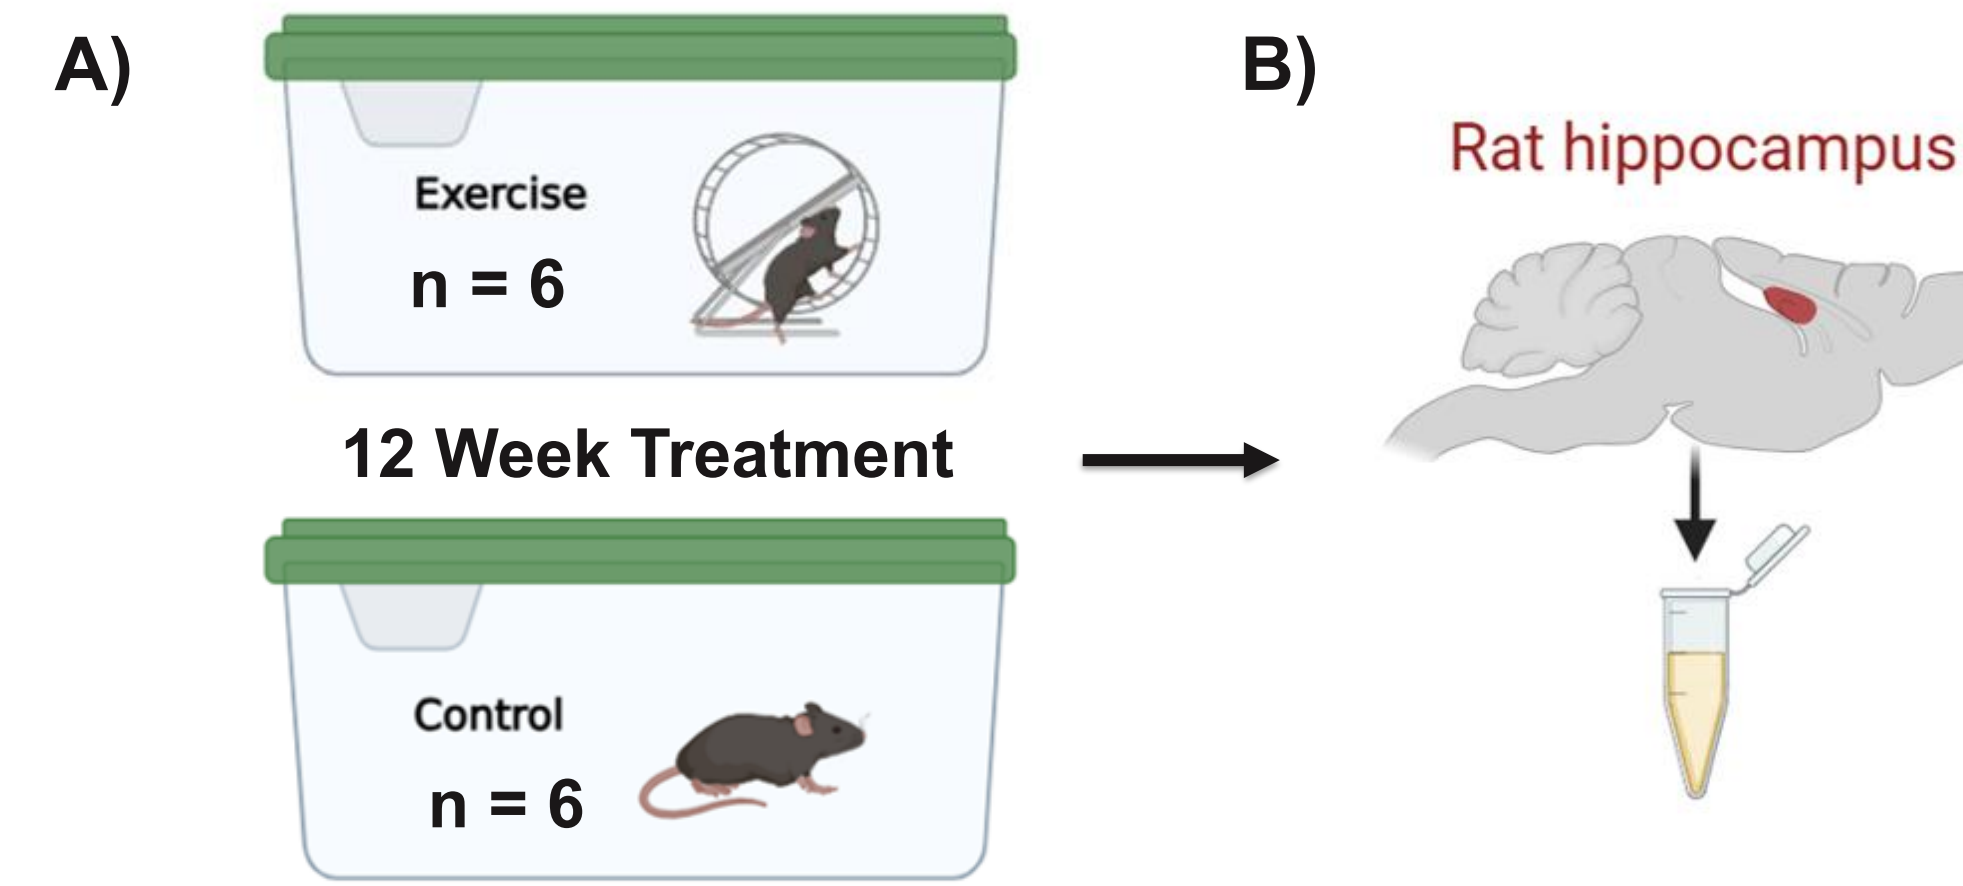 A)
Exercise
n = 6
12 Week Treatment
Control
n = 6
B)
Rat hippocampus